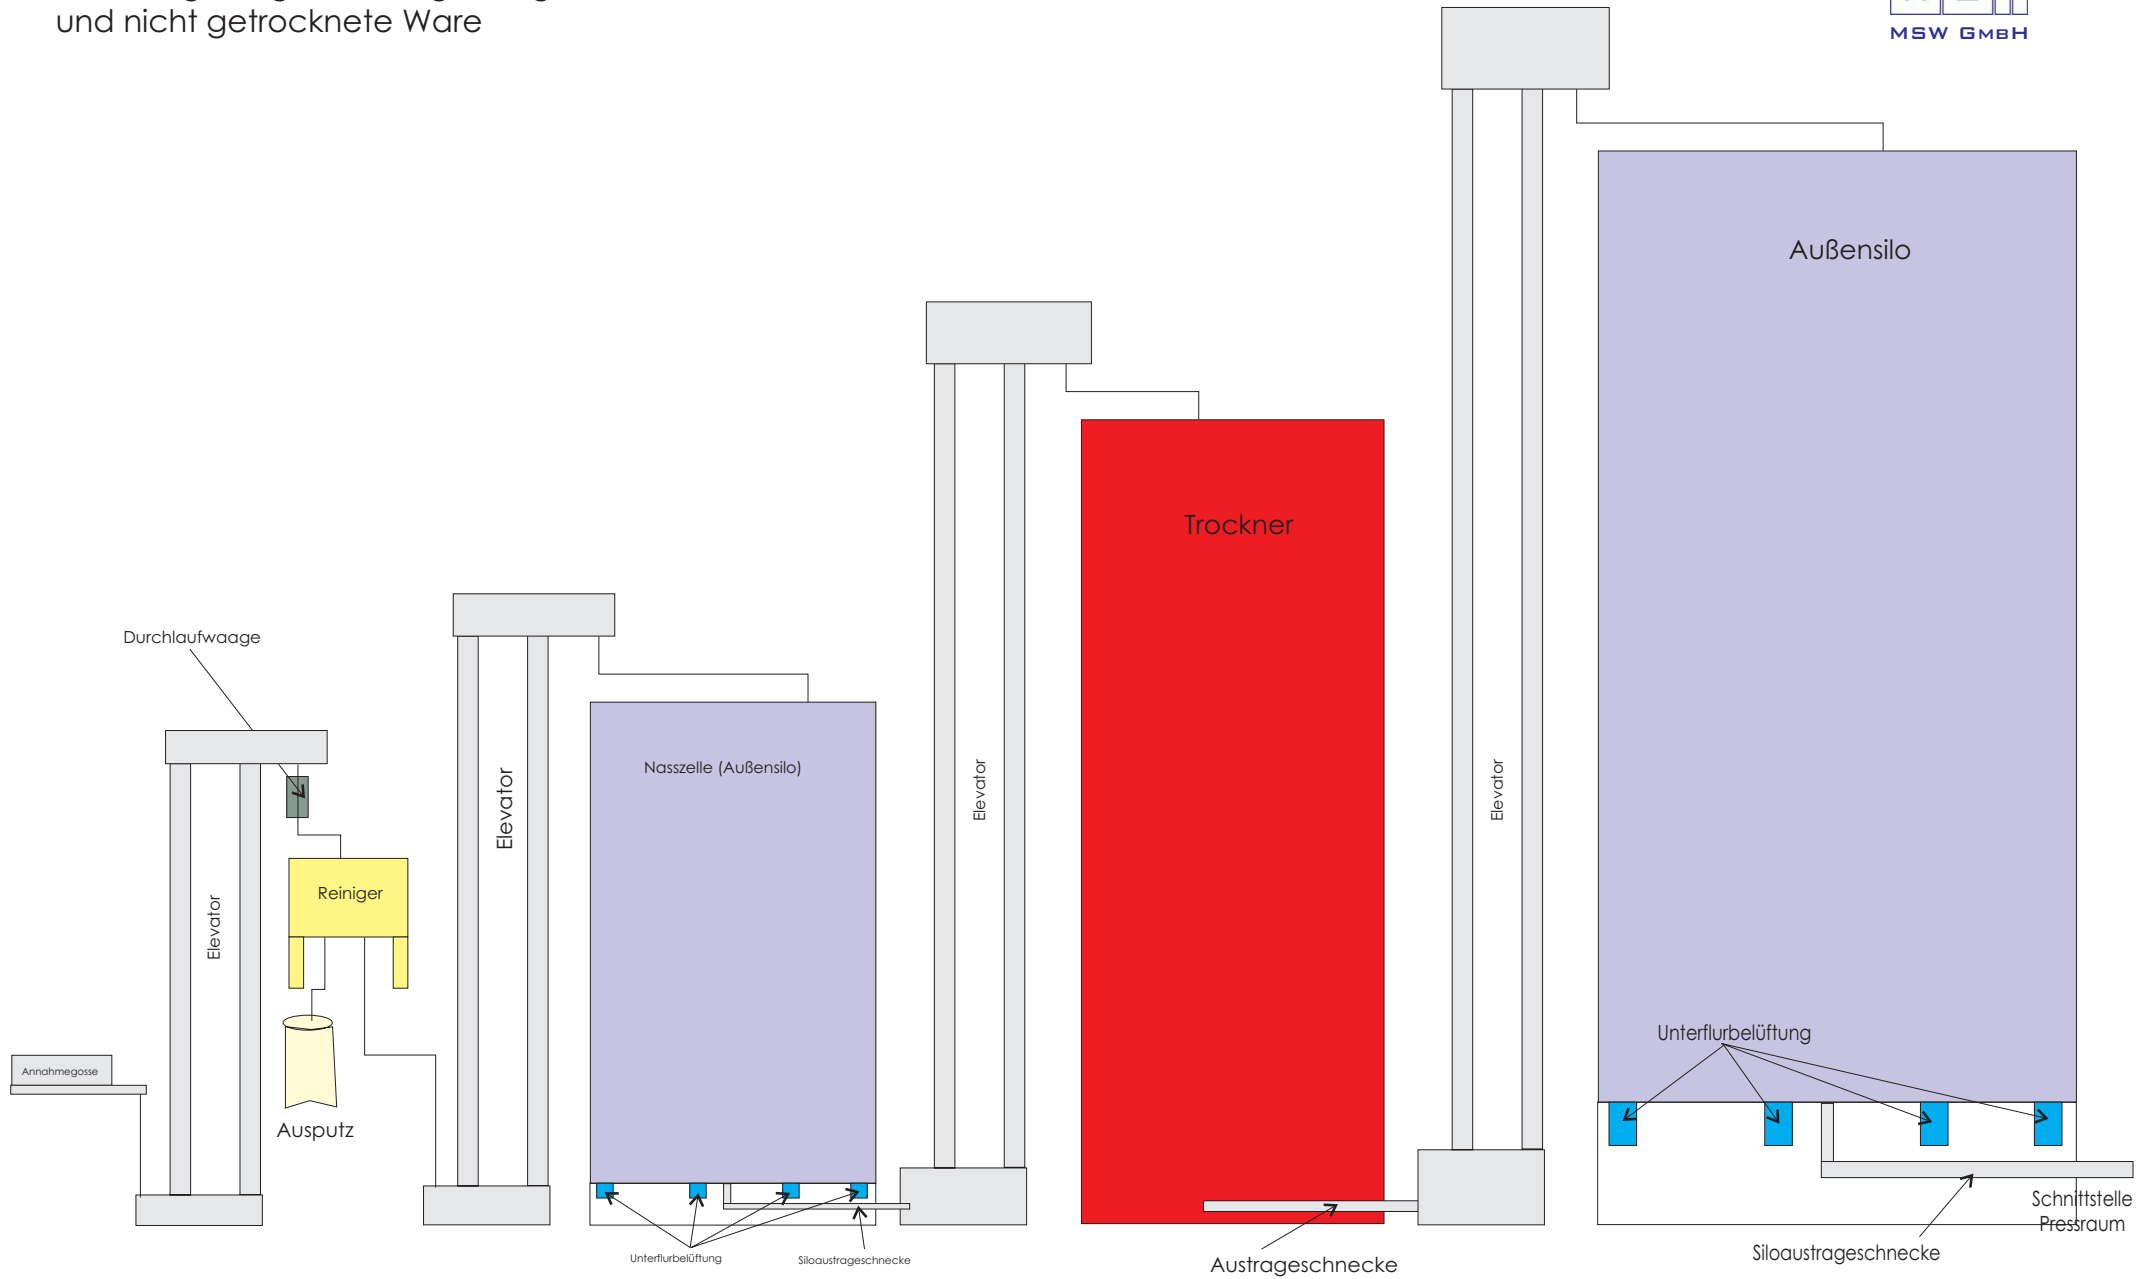 und nicht getrocknete Ware
MSW GmbH
Außensilo
Trockner
Durchlaufwaage
Elevator
Elevator
Nasszelle (Außensilo)
Elevator
Elevator
Reiniger
Unterflurbelüftung
Annahmegosse
Ausputz
Schnittstelle
Pressraum
Unterflurbelüftung
Siloaustrageschnecke
Austrageschnecke
Siloaustrageschnecke